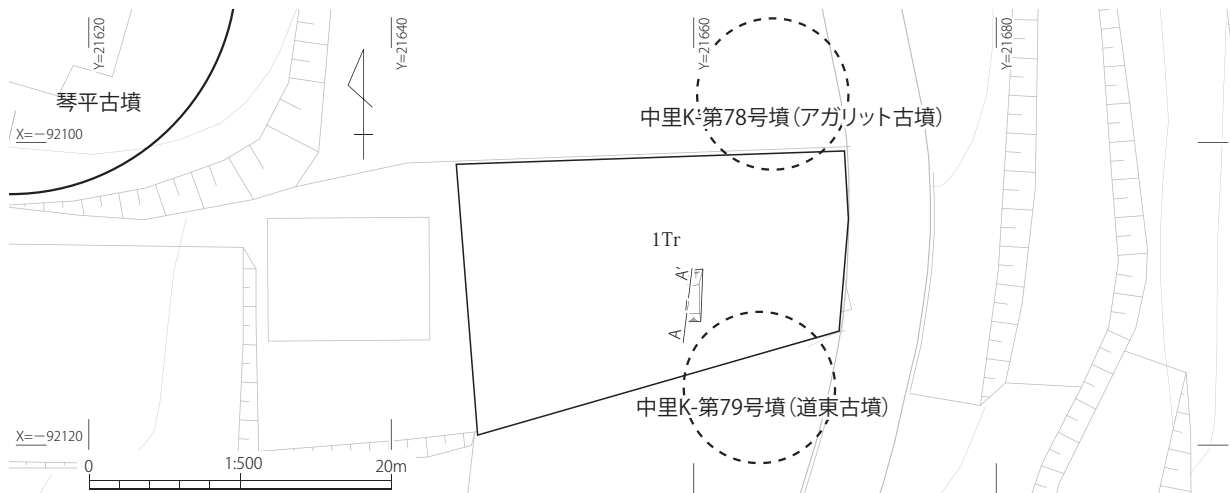 Y=21620
Y=21640
Y=21660
Y=21680
琴平古墳
中里K-第78号墳（アガリット古墳）
X=－92100
1Tr
A'
A
中里K-第79号墳（道東古墳）
X=－92120
0
1:500
20m